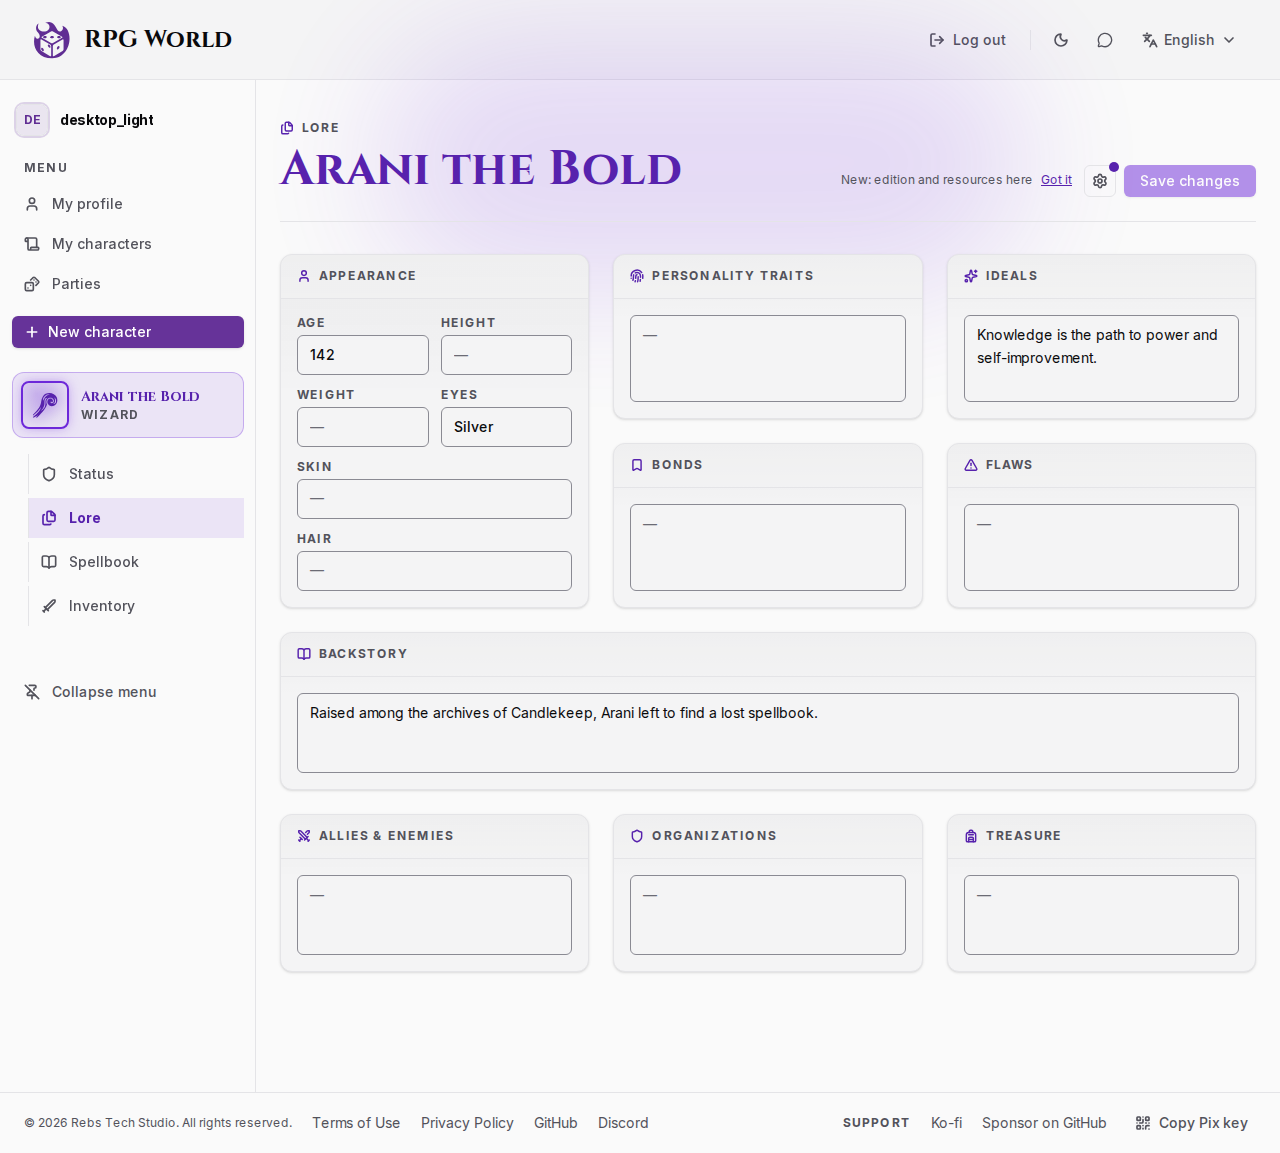 RPG World
Log out
English
DE
desktop_light
MENU
My profile
My characters
Parties
New character
Arani the Bold
WIZARD
Status
Lore
Spellbook
Inventory
Collapse menu
LORE
Arani the Bold
New: edition and resources here Got it
Save changes
APPEARANCE
AGE
HEIGHT
142
—
WEIGHT
EYES
—
Silver
SKIN
—
HAIR
—
PERSONALITY TRAITS
—
IDEALS
Knowledge is the path to power and
self-improvement.
BONDS
—
FLAWS
—
BACKSTORY
Raised among the archives of Candlekeep, Arani left to find a lost spellbook.
ALLIES & ENEMIES
—
ORGANIZATIONS
—
TREASURE
—
© 2026 Rebs Tech Studio. All rights reserved.
Terms of Use
Privacy Policy
GitHub
Discord
SUPPORT
Ko-fi
Sponsor on GitHub
Copy Pix key